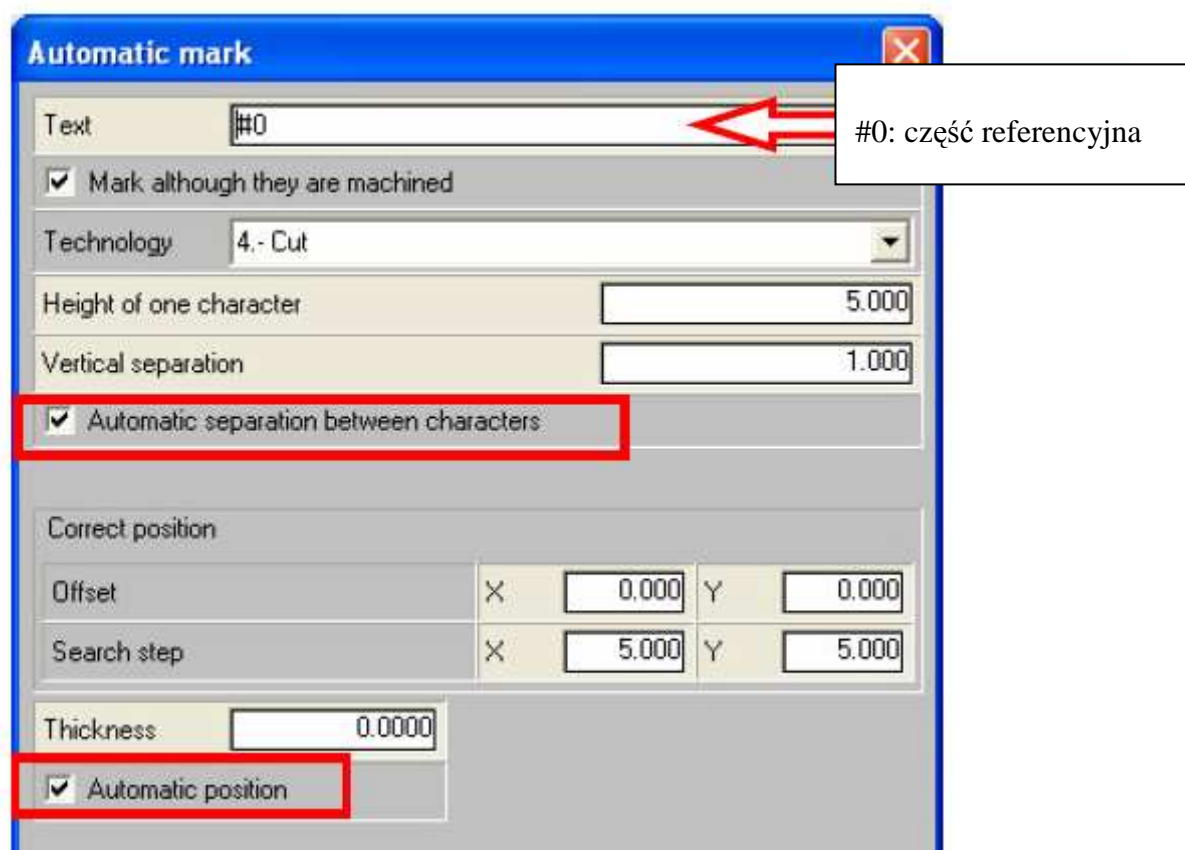 Automatic mark
#0: część referencyjna
Text #0
Mark although they are machined
Technology 4.- Cut
Height of one character 5.000
Vertical separation 1.000
Automatic separation between characters
Correct position
Offset X 0.000 Y 0.000
Search step X 5.000 Y 5.000
Thickness 0.0000
Automatic position